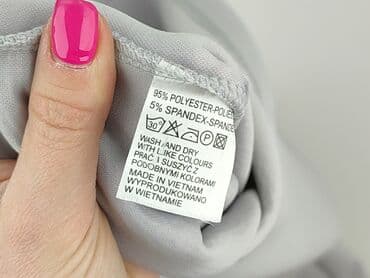 95% POLYESTER-POLIE
5% SPANDEX-SPANDE
30°
P
WASH AND DRY
WITH LIKE COLOURS
PRAĆ I SUSZYĆ Z
PODOBNYMI KOLORAMI
MADE IN VIETNAM
WYPRODUKOWANO
W WIETNAMIE